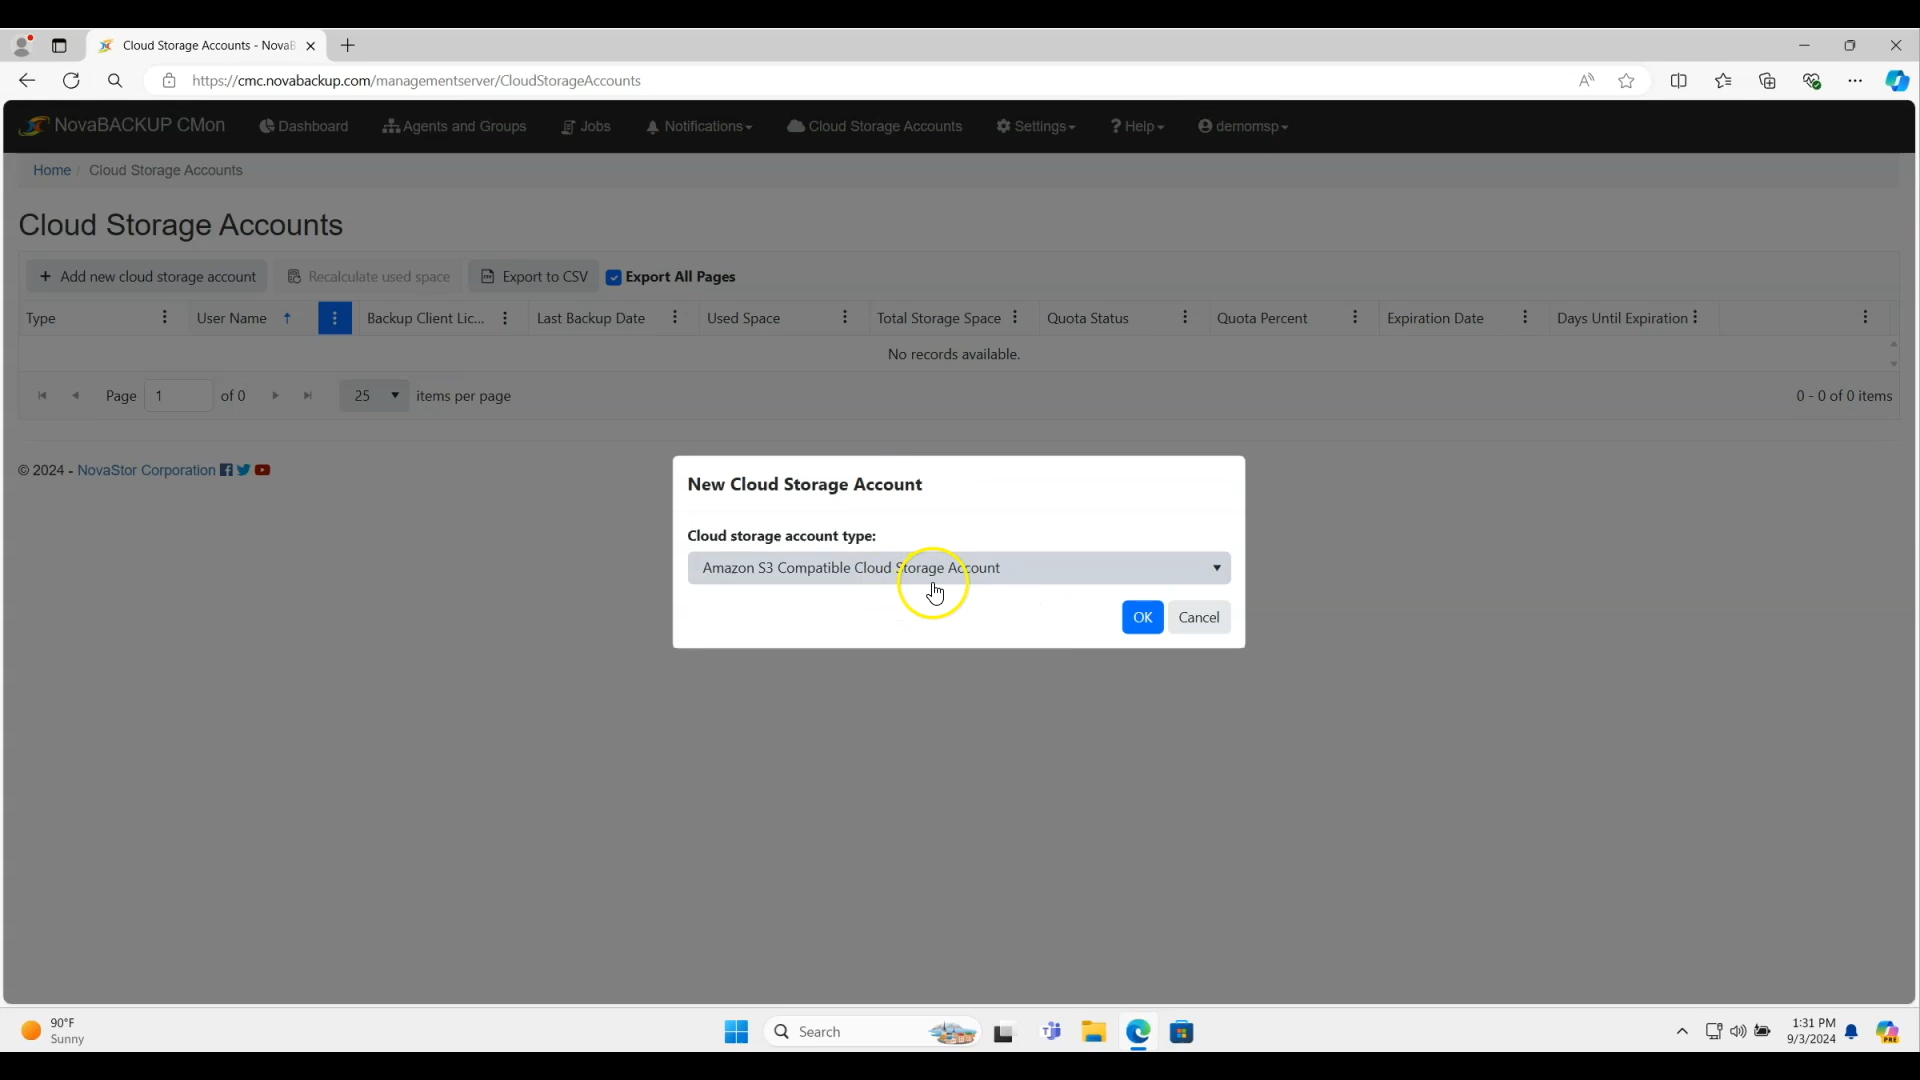 Cloud Storage Accounts - NovaB
https://cmc.novabackup.com/managementserver/CloudStorageAccounts
NovaBACKUP CMon Dashboard Agents and Groups Jobs Notifications Cloud Storage Accounts Settings Help demomsp
Home / Cloud Storage Accounts
Cloud Storage Accounts
+ Add new cloud storage account Recalculate used space Export to CSV Export All Pages
Type User Name Backup Client Lic... Last Backup Date Used Space Total Storage Space Quota Status Quota Percent Expiration Date Days Until Expiration
No records available.
Page 1 of 0 25 items per page 0 - 0 of 0 items
© 2024 - NovaStor Corporation
New Cloud Storage Account
Cloud storage account type:
Amazon S3 Compatible Cloud Storage Account
OK Cancel
90°F
Sunny
Search
1:31 PM
9/3/2024
PRE